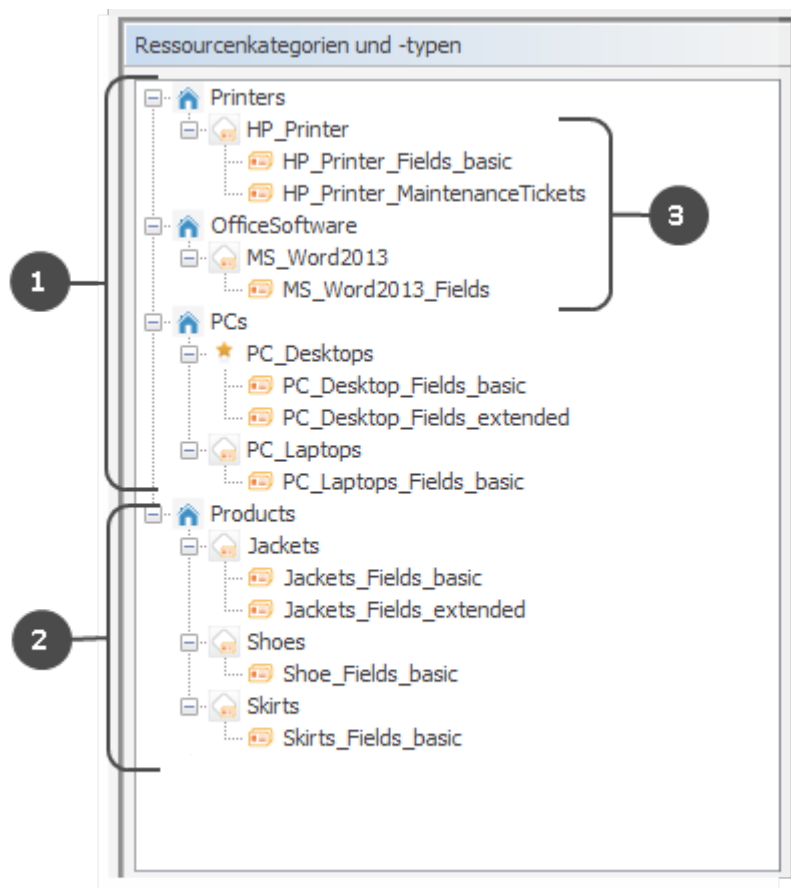 Ressourcenkategorien und -typen
Printers
HP_Printer
HP_Printer_Fields_basic
HP_Printer_MaintenanceTickets
3
OfficeSoftware
MS_Word2013
1
MS_Word2013_Fields
PCs
PC_Desktops
PC_Desktop_Fields_basic
PC_Desktop_Fields_extended
PC_Laptops
PC_Laptops_Fields_basic
Products
Jackets
Jackets_Fields_basic
Jackets_Fields_extended
2
Shoes
Shoe_Fields_basic
Skirts
Skirts_Fields_basic